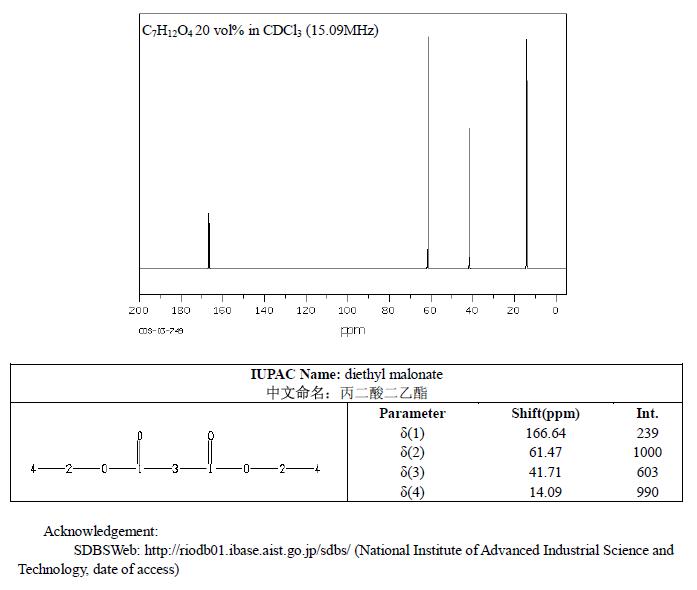 C₇H₁₂O₄ 20 vol% in CDCl₃ (15.09MHz)
200 180 160 140 120 100 80 60 40 20 0
CDS-03-749
ppm
IUPAC Name: diethyl malonate
中文命名：丙二酸二乙酯
Parameter Shift(ppm) Int.
δ(1) 166.64 239
δ(2) 61.47 1000
δ(3) 41.71 603
δ(4) 14.09 990
O O
4 2 O 1 3 1 O 2 4
Acknowledgement:
SDBSWeb: http://riodb01.ibase.aist.go.jp/sdbs/ (National Institute of Advanced Industrial Science and
Technology, date of access)